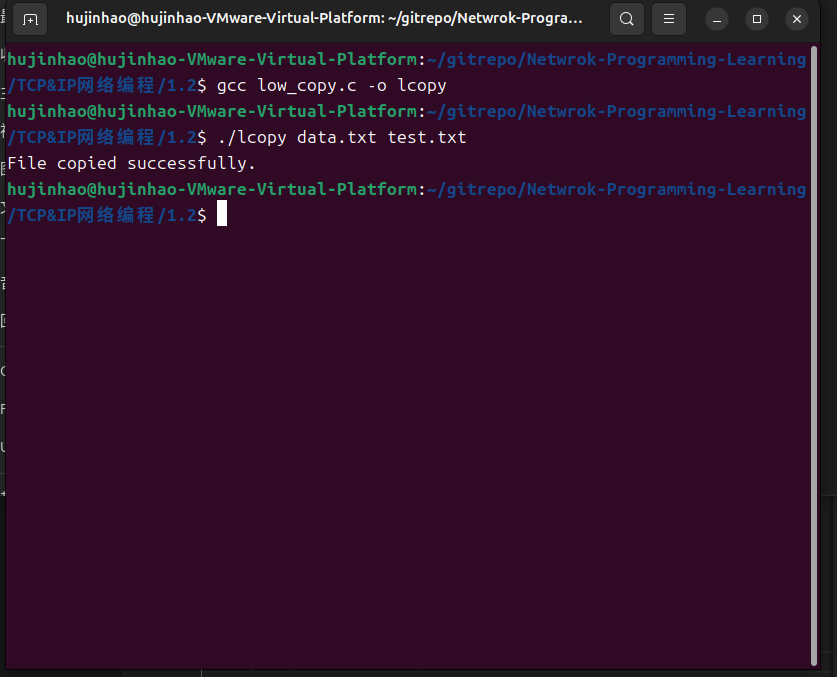 hujinhao@hujinhao-VMware-Virtual-Platform: ~/gitrepo/Netwrok-Progra...
hujinhao@hujinhao-VMware-Virtual-Platform:~/gitrepo/Netwrok-Programming-Learning
/TCP&IP网络编程/1.2$ gcc low_copy.c -o lcopy
hujinhao@hujinhao-VMware-Virtual-Platform:~/gitrepo/Netwrok-Programming-Learning
/TCP&IP网络编程/1.2$ ./lcopy data.txt test.txt
File copied successfully.
hujinhao@hujinhao-VMware-Virtual-Platform:~/gitrepo/Netwrok-Programming-Learning
/TCP&IP网络编程/1.2$